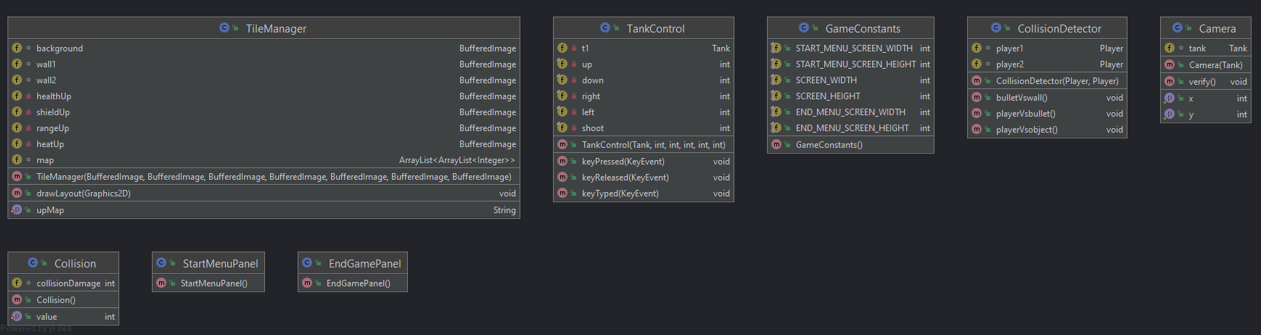 TileManager
background BufferedImage
wall1 BufferedImage
wall2 BufferedImage
healthUp BufferedImage
shieldUp BufferedImage
rangeUp BufferedImage
heatUp BufferedImage
map ArrayList<ArrayList<Integer>>
TileManager(BufferedImage, BufferedImage, BufferedImage, BufferedImage, BufferedImage, BufferedImage, BufferedImage)
drawLayout(Graphics2D) void
upMap String
TankControl
t1 Tank
up int
down int
right int
left int
shoot int
TankControl(Tank, int, int, int, int, int)
keyPressed(KeyEvent) void
keyReleased(KeyEvent) void
keyTyped(KeyEvent) void
GameConstants
START_MENU_SCREEN_WIDTH int
START_MENU_SCREEN_HEIGHT int
SCREEN_WIDTH int
SCREEN_HEIGHT int
END_MENU_SCREEN_WIDTH int
END_MENU_SCREEN_HEIGHT int
GameConstants()
CollisionDetector
player1 Player
player2 Player
CollisionDetector(Player, Player)
bulletVswall() void
playerVsbullet() void
playerVsobject() void
Camera
tank Tank
Camera(Tank)
verify() void
x int
y int
Collision
collisionDamage int
Collision()
value int
StartMenuPanel
StartMenuPanel()
EndGamePanel
EndGamePanel()
Powered by yFiles